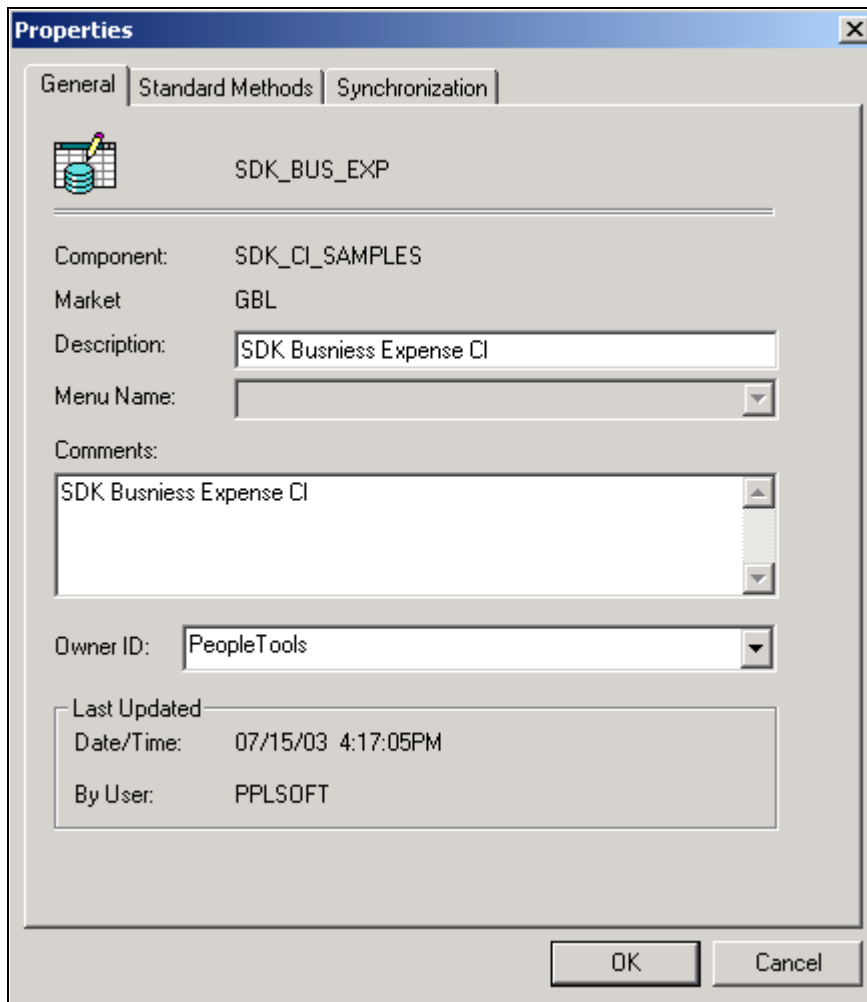 Properties
General Standard Methods Synchronization
SDK_BUS_EXP
Component: SDK_CI_SAMPLES
Market GBL
Description: SDK Busniess Expense CI
Menu Name:
Comments:
SDK Busniess Expense CI
Owner ID: PeopleTools
Last Updated
Date/Time: 07/15/03 4:17:05PM
By User: PPLSOFT
OK Cancel